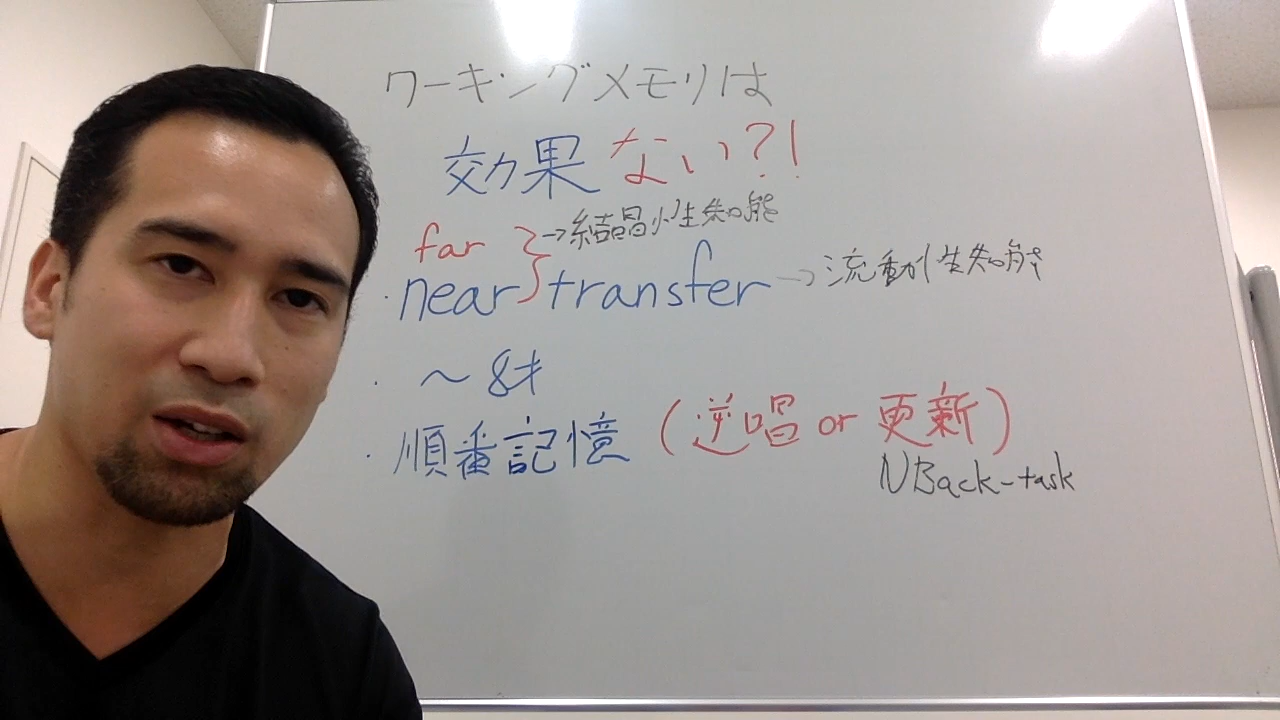 ワーキングメモリは
効果ない?!
far } →結晶性知能
・near } transfer →流動性知能
・~8才
・順番記憶 (逆唱 or 更新)
NBack-task